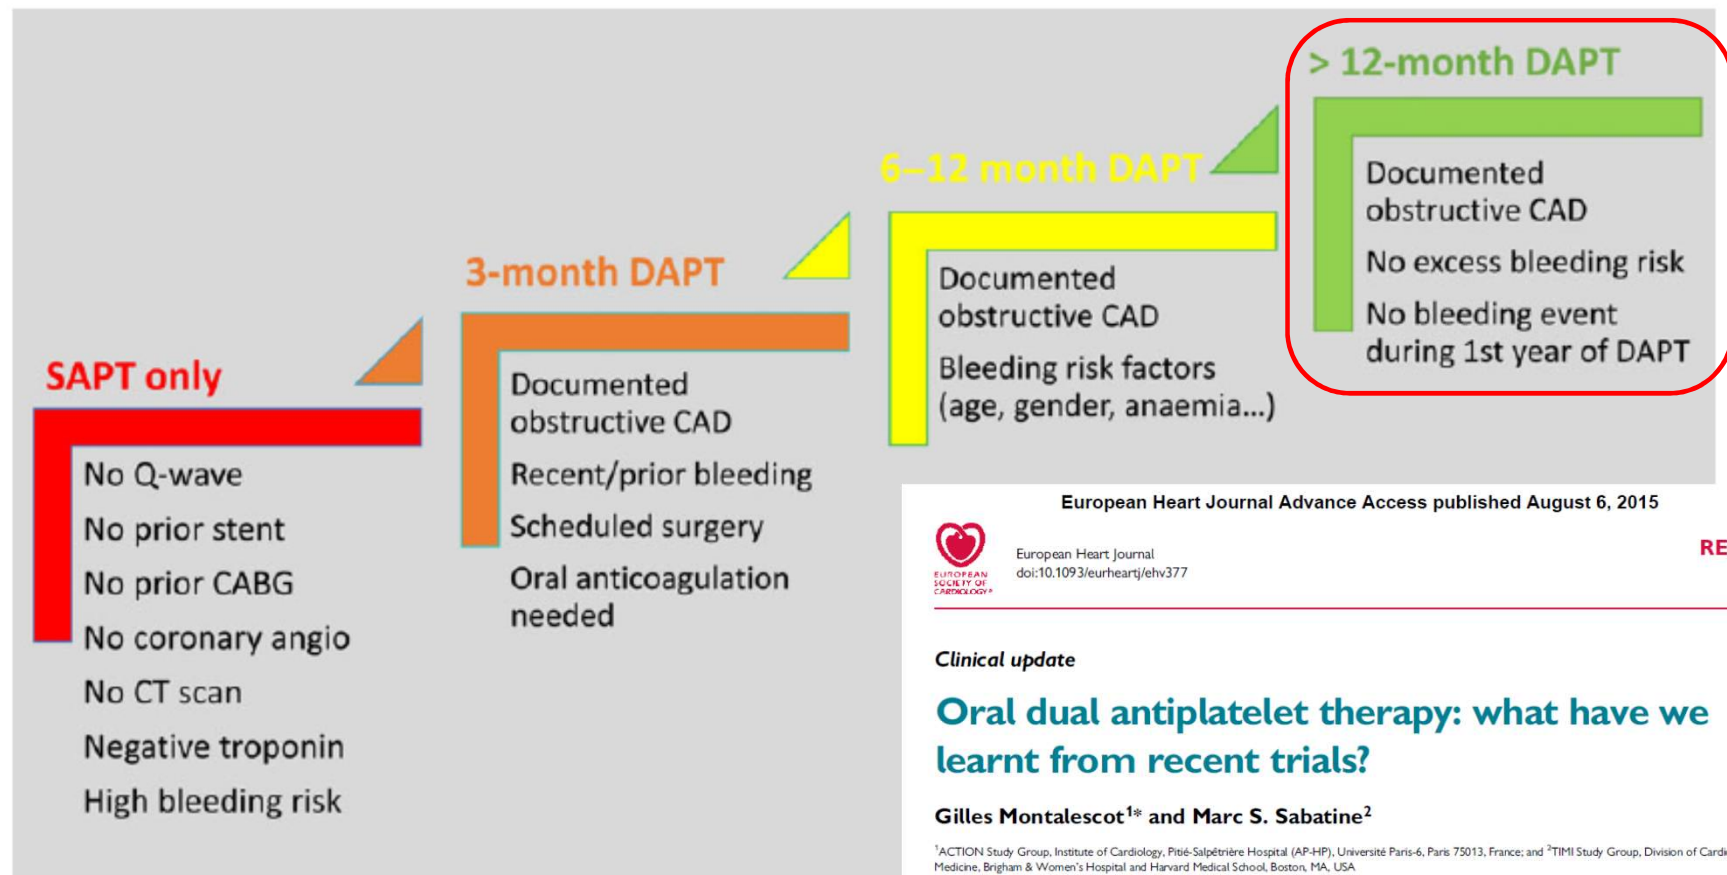 > 12-month DAPT
Documented
obstructive CAD
No excess bleeding risk
No bleeding event
during 1st year of DAPT
6–12 month DAPT
Documented
obstructive CAD
Bleeding risk factors
(age, gender, anaemia...)
3-month DAPT
Documented
obstructive CAD
Recent/prior bleeding
Scheduled surgery
Oral anticoagulation
needed
SAPT only
No Q-wave
No prior stent
No prior CABG
No coronary angio
No CT scan
Negative troponin
High bleeding risk
European Heart Journal Advance Access published August 6, 2015
EUROPEAN
SOCIETY OF
CARDIOLOGY®
European Heart Journal
doi:10.1093/eurheartj/ehv377
RE
Clinical update
Oral dual antiplatelet therapy: what have we
learnt from recent trials?
Gilles Montalescot1* and Marc S. Sabatine2
1ACTION Study Group, Institute of Cardiology, Pitié-Salpêtrière Hospital (AP-HP), Université Paris-6, Paris 75013, France; and 2TIMI Study Group, Division of Cardi
Medicine, Brigham & Women's Hospital and Harvard Medical School, Boston, MA, USA